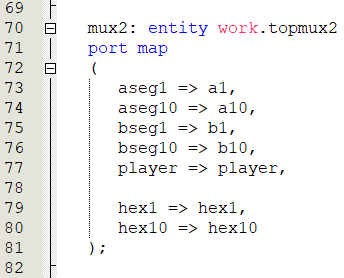 69
70 mux2: entity work.topmux2
71 port map
72 (
73 aseg1 => a1,
74 aseg10 => a10,
75 bseg1 => b1,
76 bseg10 => b10,
77 player => player,
78
79 hex1 => hex1,
80 hex10 => hex10
81 );
82